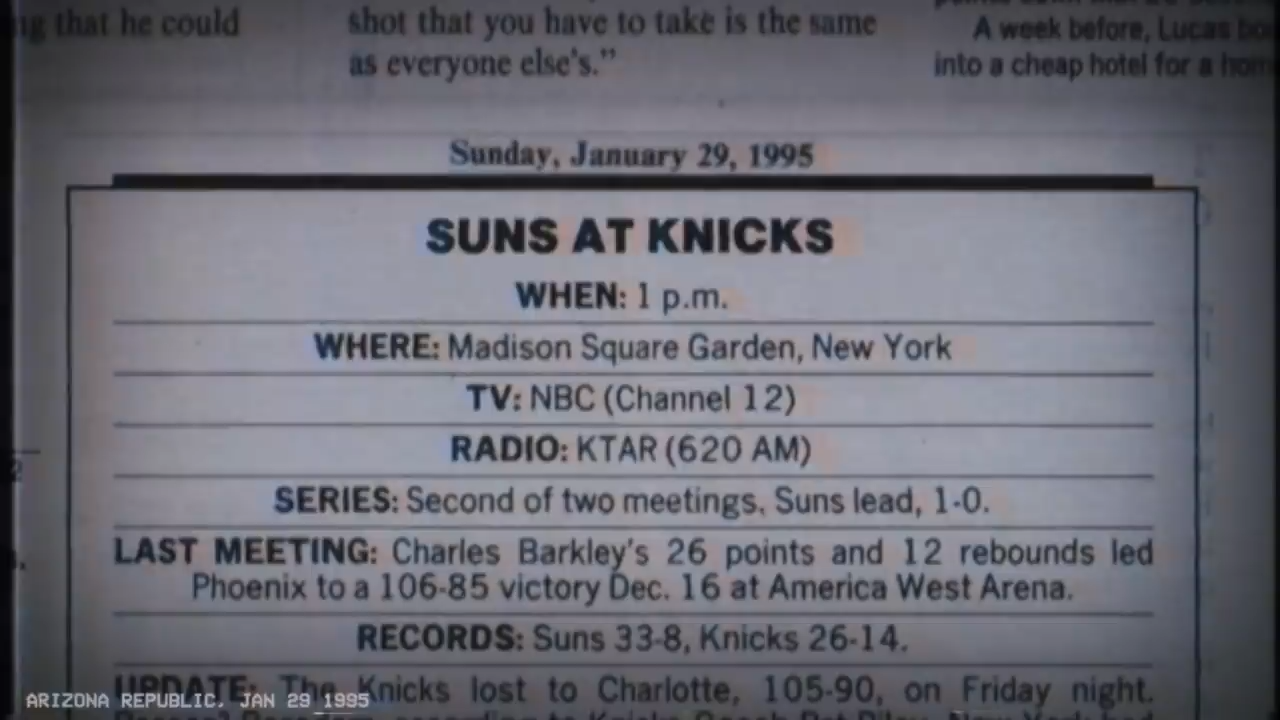 ng that he could
shot that you have to take is the same
as everyone else's.”
A week before, Lucas
into a cheap hotel for a
Sunday, January 29, 1995
SUNS AT KNICKS
WHEN: 1 p.m.
WHERE: Madison Square Garden, New York
TV: NBC (Channel 12)
RADIO: KTAR (620 AM)
SERIES: Second of two meetings. Suns lead, 1-0.
LAST MEETING: Charles Barkley's 26 points and 12 rebounds led
Phoenix to a 106-85 victory Dec. 16 at America West Arena.
RECORDS: Suns 33-8, Knicks 26-14.
UPDATE: The Knicks lost to Charlotte, 105-90, on Friday night.
ARIZONA REPUBLIC, JAN 29 1995